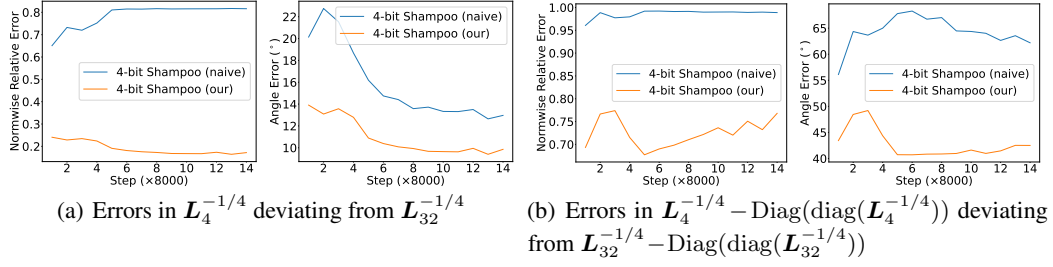 0.8
0.7
0.6
0.5
0.4
0.3
0.2
Normwise Relative Error
4-bit Shampoo (naive)
4-bit Shampoo (our)
2 4 6 8 10 12 14
Step (×8000)
22
20
18
16
14
12
10
Angle Error (°)
4-bit Shampoo (naive)
4-bit Shampoo (our)
2 4 6 8 10 12 14
Step (×8000)
1.00
0.95
0.90
0.85
0.80
0.75
0.70
Normwise Relative Error
4-bit Shampoo (naive)
4-bit Shampoo (our)
2 4 6 8 10 12 14
Step (×8000)
65
60
55
50
45
40
Angle Error (°)
4-bit Shampoo (naive)
4-bit Shampoo (our)
2 4 6 8 10 12 14
Step (×8000)
(a) Errors in L₄^{-1/4} deviating from L₃₂^{-1/4}
(b) Errors in L₄^{-1/4} − Diag(diag(L₄^{-1/4})) deviating
from L₃₂^{-1/4} − Diag(diag(L₃₂^{-1/4}))